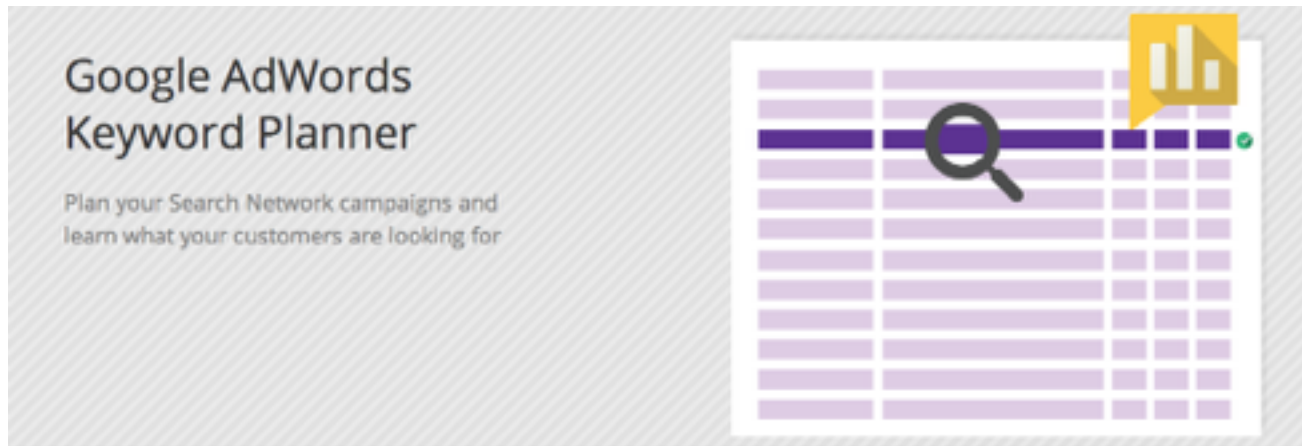 Google AdWords
Keyword Planner
Plan your Search Network campaigns and
learn what your customers are looking for